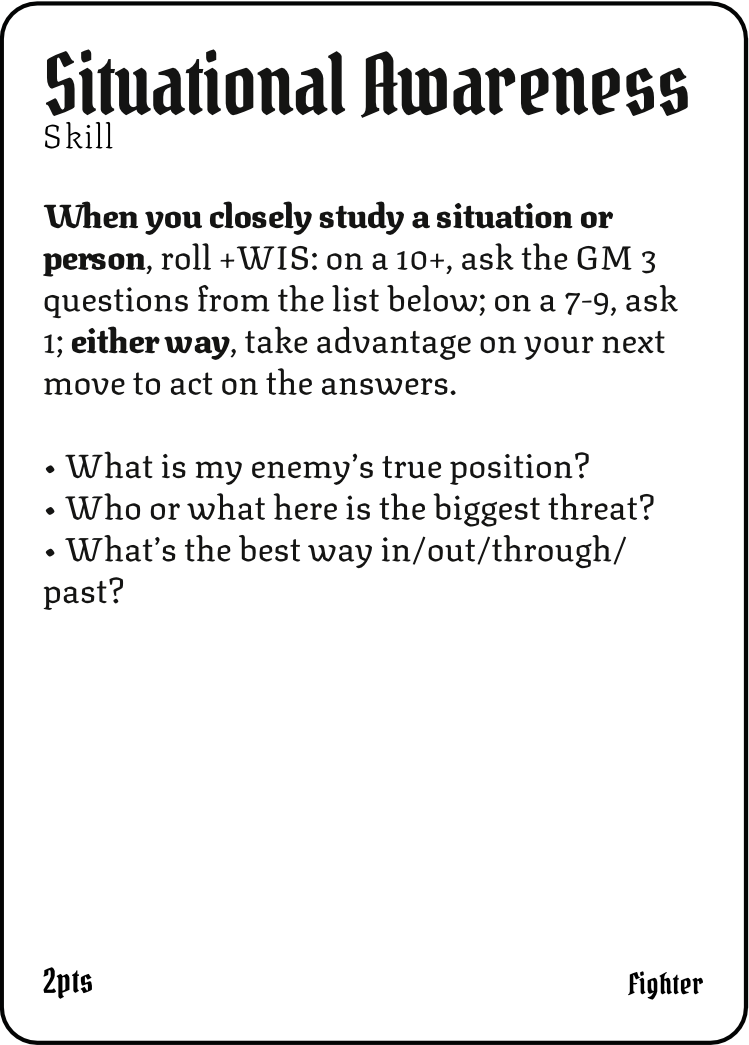 Situational Awareness
Skill
When you closely study a situation or
person, roll +WIS: on a 10+, ask the GM 3
questions from the list below; on a 7-9, ask
1; either way, take advantage on your next
move to act on the answers.
• What is my enemy’s true position?
• Who or what here is the biggest threat?
• What’s the best way in/out/through/
past?
2pts
Fighter